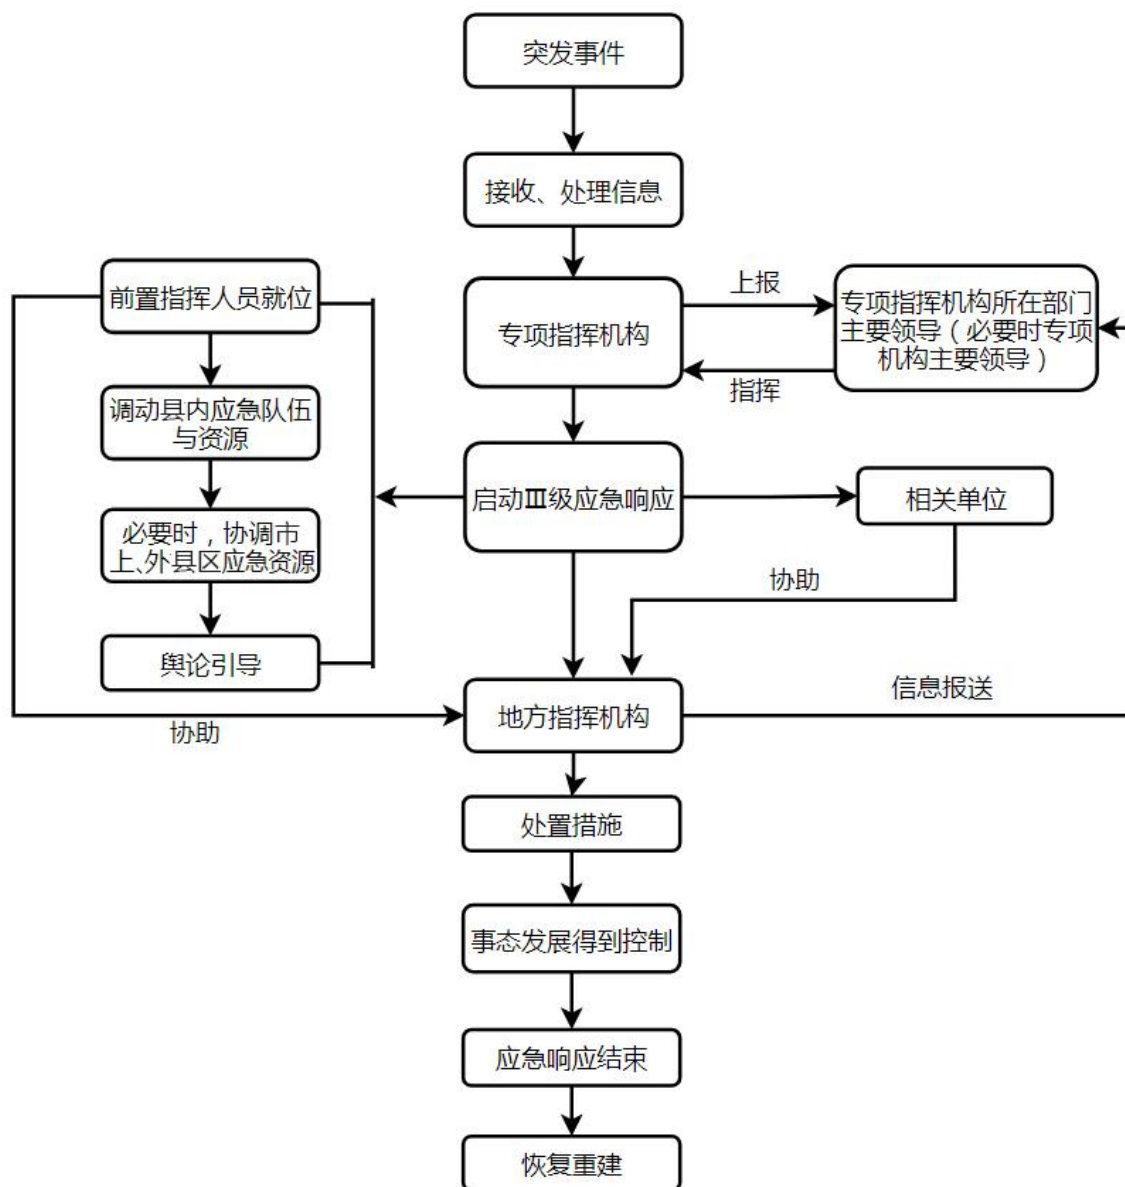 突发事件
接收、处理信息
前置指挥人员就位
上报
专项指挥机构
专项指挥机构所在部门
主要领导（必要时专项
机构主要领导）
指挥
调动县内应急队伍
与资源
启动Ⅲ级应急响应
相关单位
必要时，协调市
上、外县区应急资源
协助
舆论引导
地方指挥机构
信息报送
协助
处置措施
事态发展得到控制
应急响应结束
恢复重建